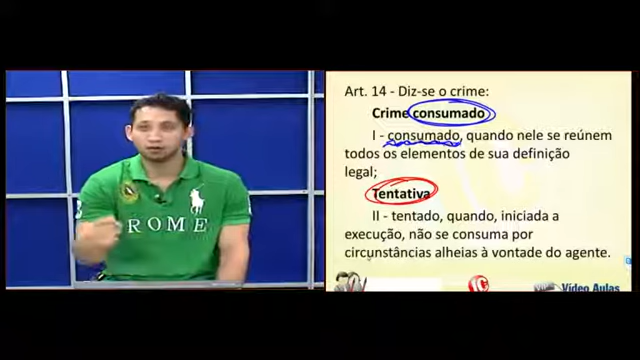 ROME
Art. 14 - Diz-se o crime:
Crime consumado
I - consumado, quando nele se reúnem
todos os elementos de sua definição
legal;
Tentativa
II - tentado, quando, iniciada a
execução, não se consuma por
circunstâncias alheias à vontade do agente.
Vídeo Aulas